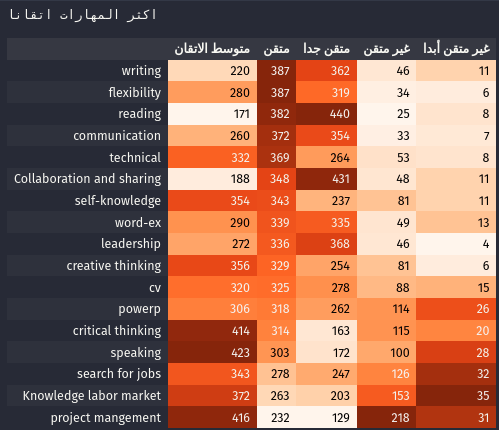 اكثر المهارات اتقانا
متوسط الاتقان متقن متقن جدا غير متقن غير متقن أبدا
writing 220 387 362 46 11
flexibility 280 387 319 34 6
reading 171 382 440 25 8
communication 260 372 354 33 7
technical 332 369 264 53 8
Collaboration and sharing 188 348 431 48 11
self-knowledge 354 343 237 81 11
word-ex 290 339 335 49 13
leadership 272 336 368 46 4
creative thinking 356 329 254 81 6
cv 320 325 278 88 15
powerp 306 318 262 114 26
critical thinking 414 314 163 115 20
speaking 423 303 172 100 28
search for jobs 343 278 247 126 32
Knowledge labor market 372 263 203 153 35
project mangement 416 232 129 218 31